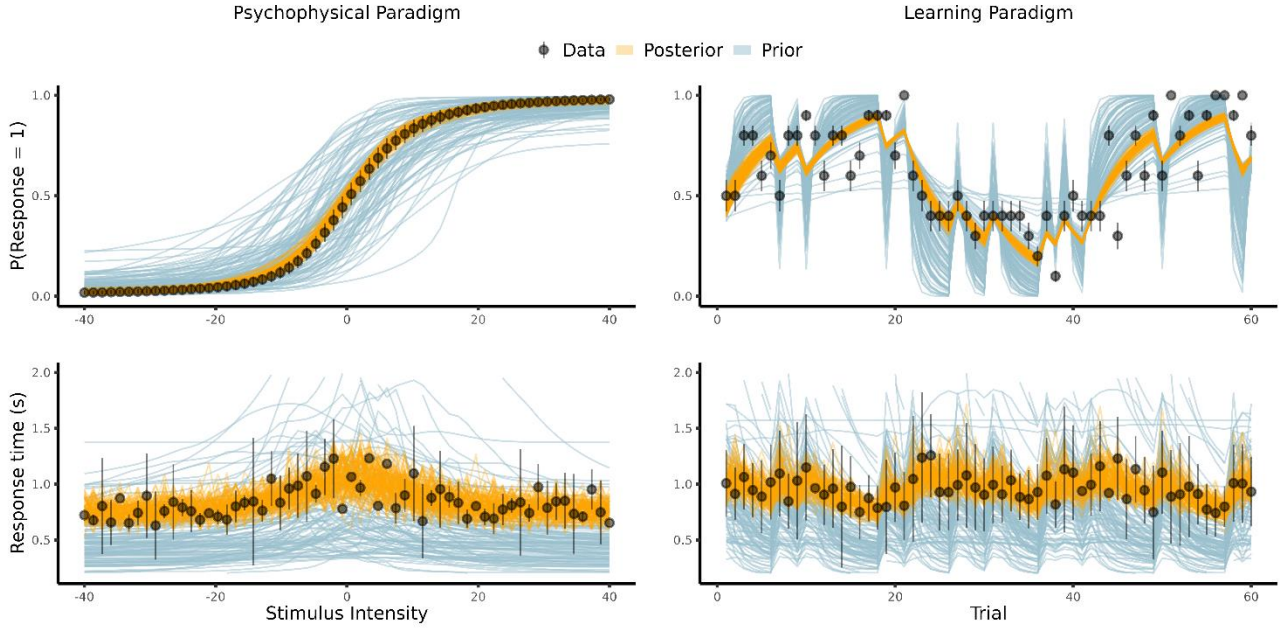 Psychophysical Paradigm
Learning Paradigm
Data Posterior Prior
P(Response = 1)
1.0
0.5
0.0
-40 -20 0 20 40
1.0
0.5
0.0
0 20 40 60
Response time (s)
2.0
1.5
1.0
0.5
-40 -20 0 20 40
Stimulus Intensity
2.0
1.5
1.0
0.5
0 20 40 60
Trial